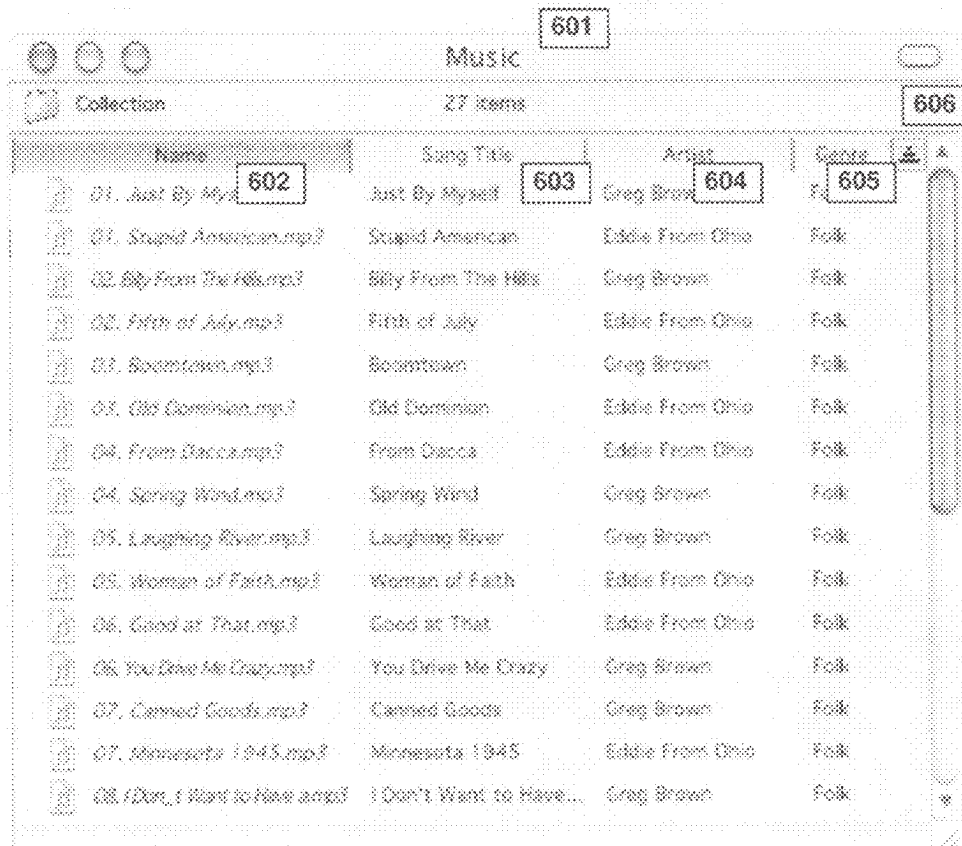 601
Music
Collection 27 items
606
Name Song Title Artist Genre
602 603 604 605
01. Just By Just By Myself Greg
01. Stupid American.mp3 Stupid American Eddie From Ohio Folk
02. Billy From The Hills.mp3 Billy From The Hills Greg Brown Folk
02. Fifth of July.mp3 Fifth of July Eddie From Ohio Folk
03. Boomtown.mp3 Boomtown Greg Brown Folk
03. Old Dominion.mp3 Old Dominion Eddie From Ohio Folk
04. From Dacca.mp3 From Dacca Eddie From Ohio Folk
04. Spring Wind.mp3 Spring Wind Greg Brown Folk
05. Laughing River.mp3 Laughing River Greg Brown Folk
05. Woman of Faith.mp3 Woman of Faith Eddie From Ohio Folk
06. Good at That.mp3 Good at That Eddie From Ohio Folk
06. You Drive Me Crazy.mp3 You Drive Me Crazy Greg Brown Folk
07. Canned Goods.mp3 Canned Goods Greg Brown Folk
07. Minnesota 1945.mp3 Minnesota 1945 Eddie From Ohio Folk
08. I Don_t Want to Have a.mp3 I Don't Want to Have... Greg Brown Folk